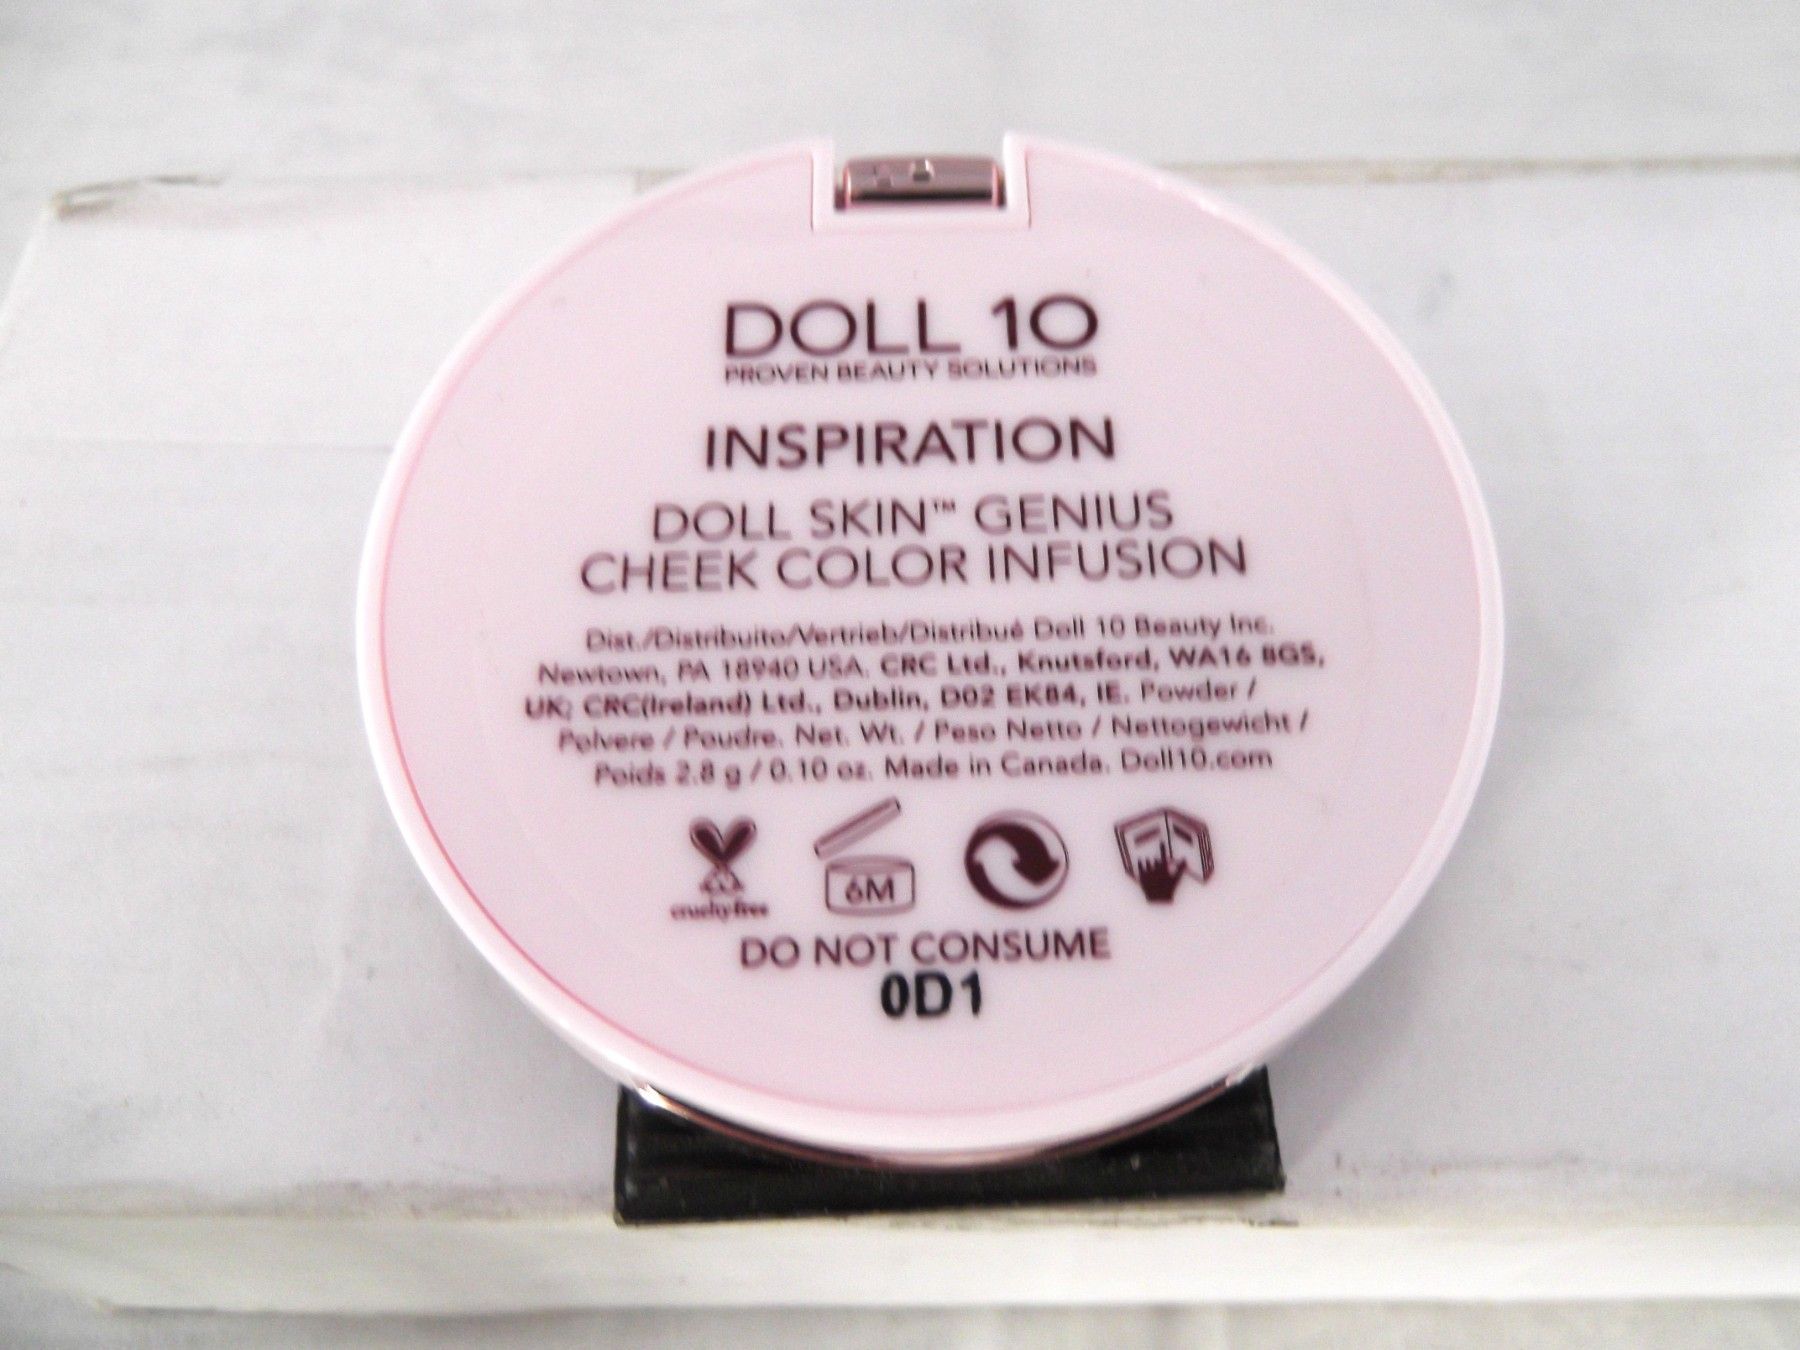 DOLL 10
PROVEN BEAUTY SOLUTIONS
INSPIRATION
DOLL SKIN™ GENIUS
CHEEK COLOR INFUSION
Dist./Distribuito/Vertrieb/Distribué Doll 10 Beauty Inc.
Newtown, PA 18940 USA. CRC Ltd., Knutsford, WA16 8GS,
UK; CRC(Ireland) Ltd., Dublin, D02 EK84, IE. Powder /
Polvere / Poudre. Net. Wt. / Peso Netto / Nettogewicht /
Poids 2.8 g / 0.10 oz. Made in Canada. Doll10.com
cruelty free
6M
DO NOT CONSUME
0D1